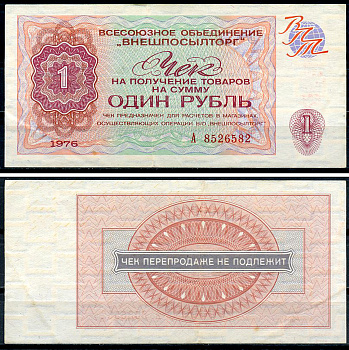 ВСЕСОЮЗНОЕ ОБЪЕДИНЕНИЕ
„ВНЕШПОСЫЛТОРГ"
ВПТ
Чек
НА ПОЛУЧЕНИЕ ТОВАРОВ
НА СУММУ
1
ОДИН РУБЛЬ
ЧЕК ПРЕДНАЗНАЧЕН ДЛЯ РАСЧЕТОВ В МАГАЗИНАХ,
ОСУЩЕСТВЛЯЮЩИХ ОПЕРАЦИИ В/О „ВНЕШПОСЫЛТОРГ"
1
1976
А 8526582
ЧЕК ПЕРЕПРОДАЖЕ НЕ ПОДЛЕЖИТ